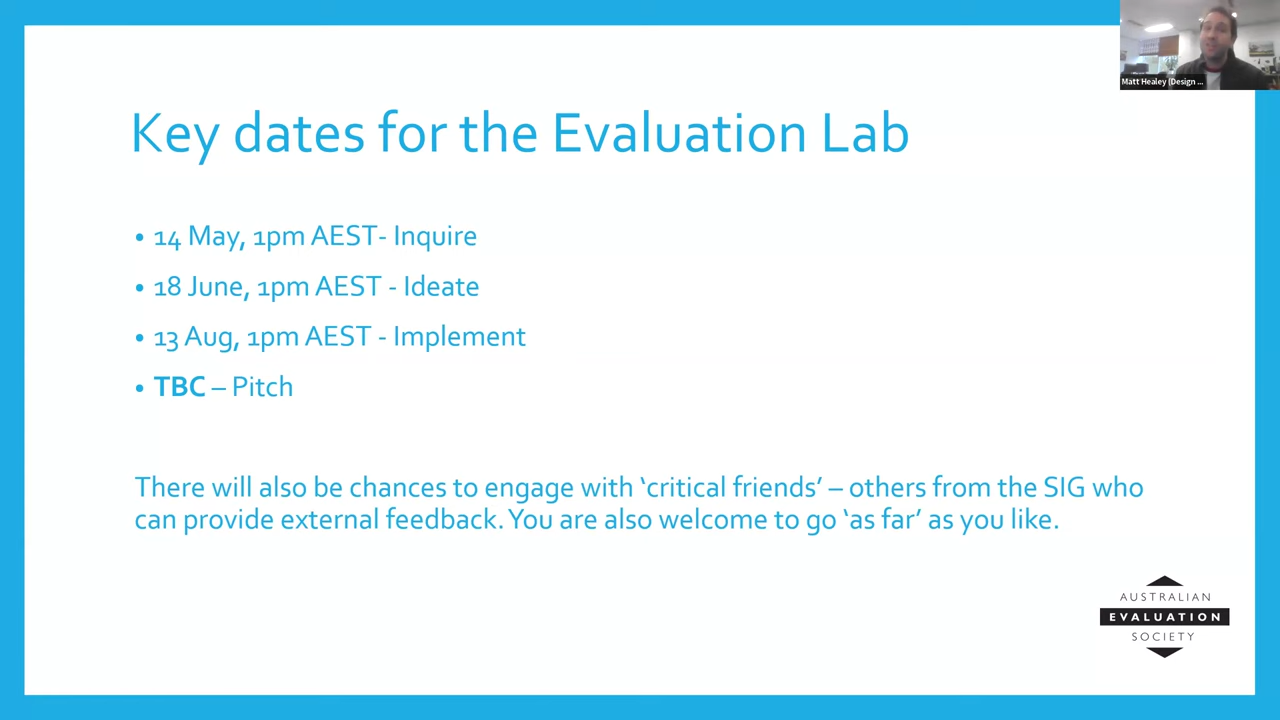 Matt Healey (Design ...
Key dates for the Evaluation Lab
• 14 May, 1pm AEST- Inquire
• 18 June, 1pm AEST - Ideate
• 13 Aug, 1pm AEST - Implement
• TBC – Pitch
There will also be chances to engage with ‘critical friends’ – others from the SIG who
can provide external feedback. You are also welcome to go ‘as far’ as you like.
AUSTRALIAN
EVALUATION
SOCIETY